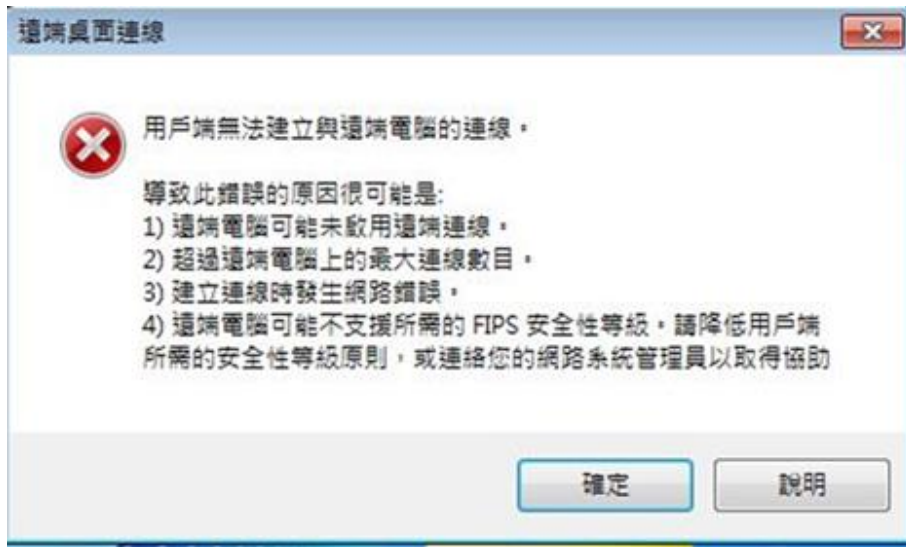 遠端桌面連線
用戶端無法建立與遠端電腦的連線。
導致此錯誤的原因很可能是:
1) 遠端電腦可能未啟用遠端連線。
2) 超過遠端電腦上的最大連線數目。
3) 建立連線時發生網路錯誤。
4) 遠端電腦可能不支援所需的 FIPS 安全性等級。請降低用戶端
所需的安全性等級原則，或連絡您的網路系統管理員以取得協助
確定
說明